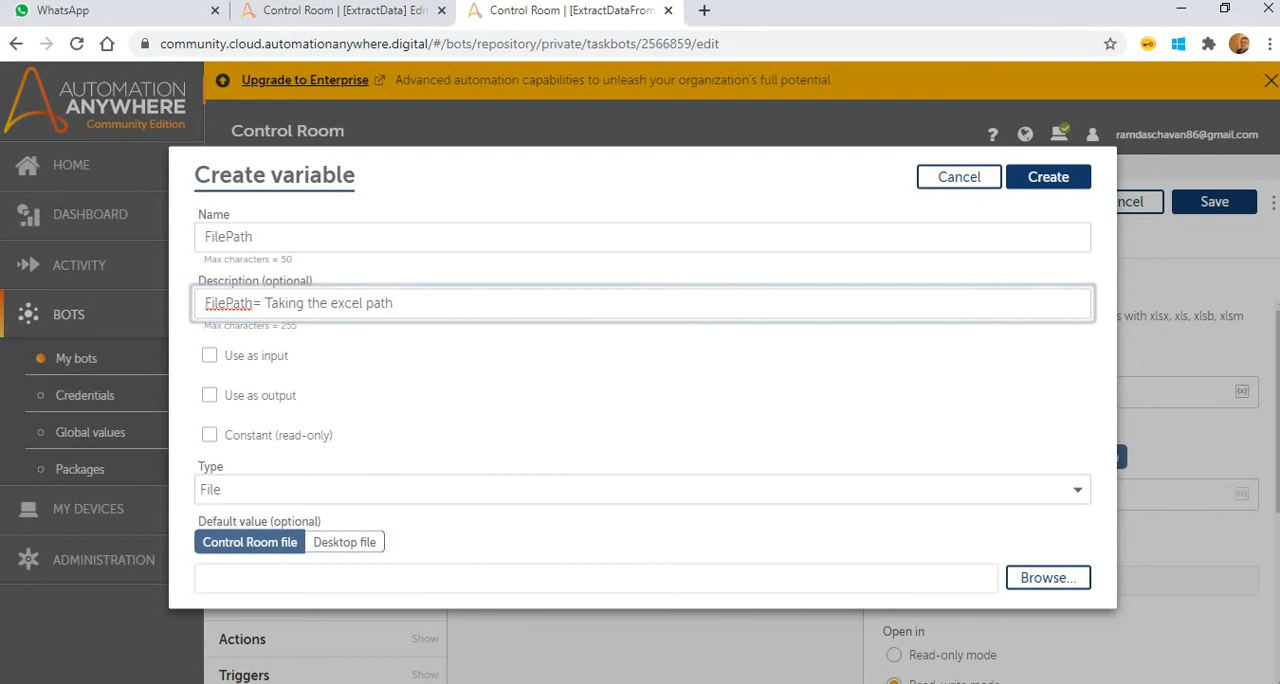 WhatsApp
Control Room | [ExtractData] Edit
Control Room | [ExtractDataFrom
community.cloud.automationanywhere.digital/#/bots/repository/private/taskbots/2566859/edit
AUTOMATION
ANYWHERE
Community Edition
Upgrade to Enterprise
Advanced automation capabilities to unleash your organization's full potential.
Control Room
?
ramdaschavan86@gmail.com
HOME
DASHBOARD
ACTIVITY
BOTS
My bots
Credentials
Global values
Packages
MY DEVICES
ADMINISTRATION
Create variable
Cancel
Create
Name
FilePath
Max characters = 50
Description (optional)
FilePath= Taking the excel path
Max characters = 255
Use as input
Use as output
Constant (read-only)
Type
File
Default value (optional)
Control Room file
Desktop file
Browse...
ncel
Save
s with xlsx, xls, xlsb, xlsm
(x)
(x)
Actions
Show
Triggers
Show
Open in
Read-only mode
Read-write mode